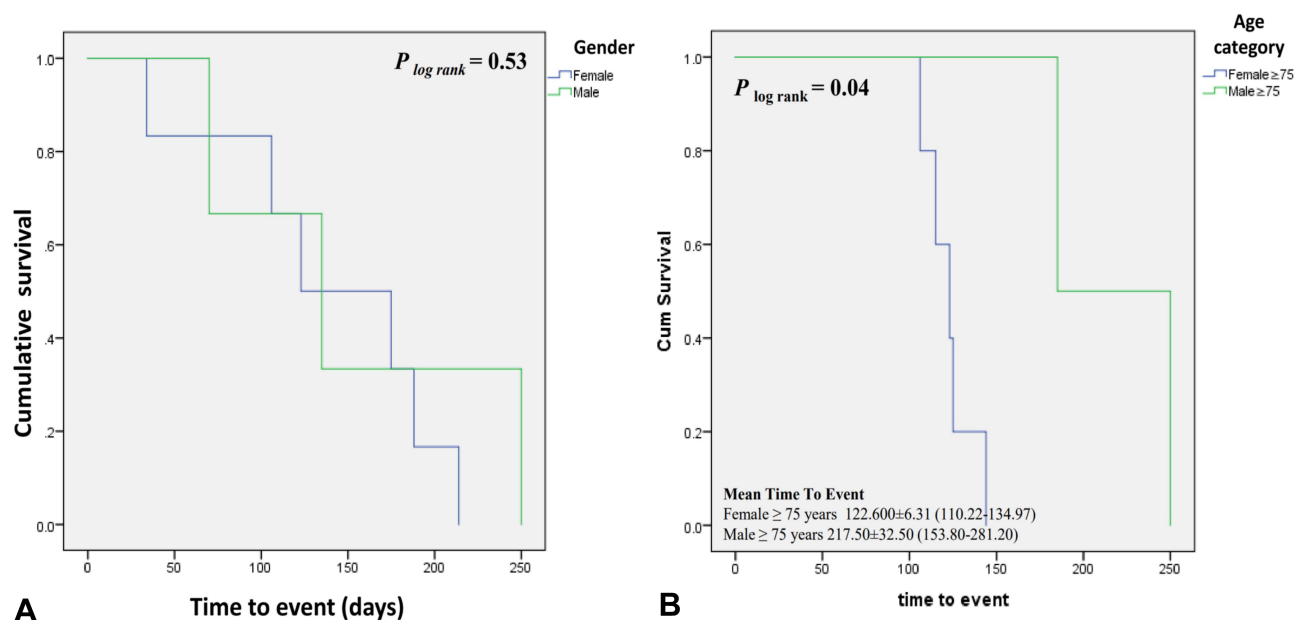 Gender
P log rank = 0.53
Female
Male
1.0
0.8
.6
.4
.2
0.0
Cumulative survival
0 50 100 150 200 250
Time to event (days)
A
Age
category
P log rank = 0.04
Female ≥75
Male ≥75
1.0
0.8
0.6
0.4
0.2
0.0
Cum Survival
Mean Time To Event
Female ≥ 75 years 122.600±6.31 (110.22-134.97)
Male ≥ 75 years 217.50±32.50 (153.80-281.20)
0 50 100 150 200 250
time to event
B